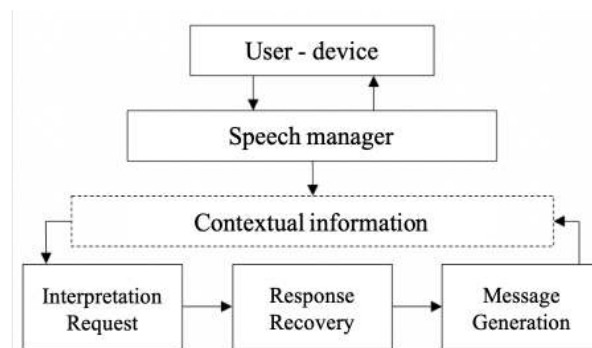 User - device
Speech manager
Contextual information
Interpretation
Request
Response
Recovery
Message
Generation